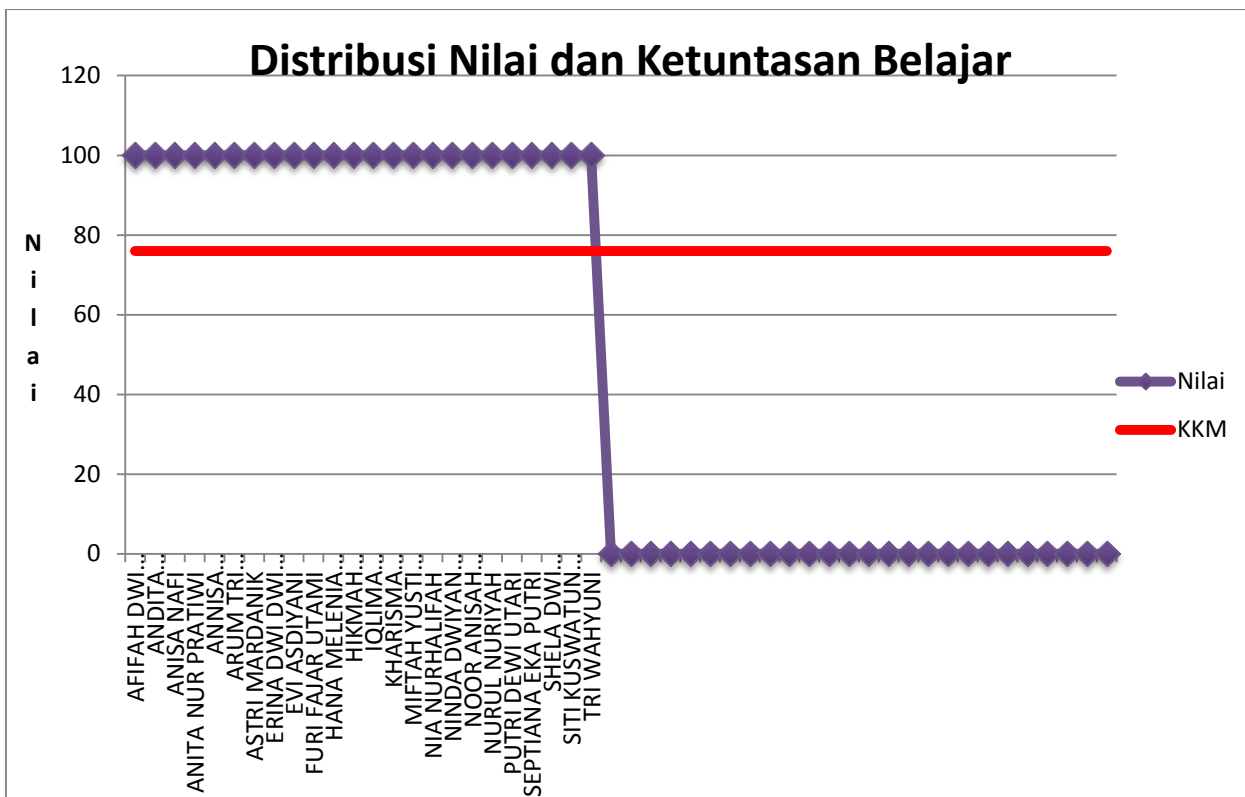 Distribusi Nilai dan Ketuntasan Belajar
120
100
80
60
40
20
0
Nilai
AFIFAH DWI...
ANDITA...
ANISA NAFI
ANITA NUR PRATIWI
ANNISA...
ARUM TRI...
ASTRI MARDANIK
ERINA DWI DWI...
EVI ASDIYANI
FURI FAJAR UTAMI
HANA MELENIA...
HIKMAH...
IQLIMA...
KHARISMA...
MIFTAH YUSTI...
NIA NURHALIFAH
NINDA DWIYAN...
NOOR ANISAH...
NURUL NURIYAH
PUTRI DEWI UTARI
SEPTIANA EKA PUTRI
SHELA DWI...
SITI KUSWATUN...
TRI WAHYUNI
Nilai
KKM